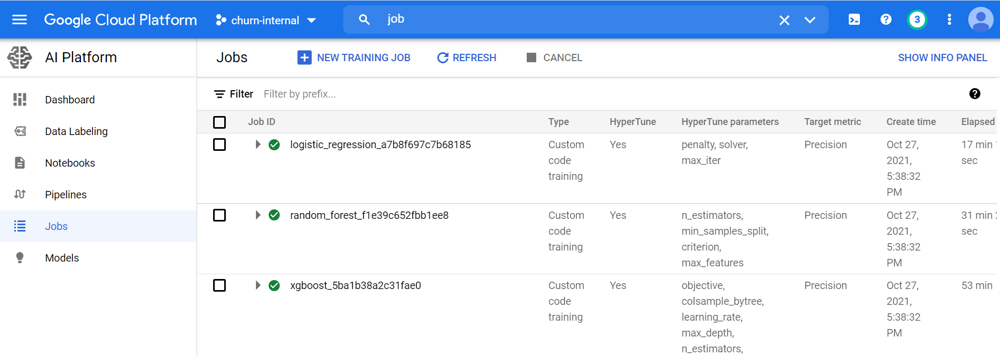 Google Cloud Platform churn-internal job 3
AI Platform Jobs NEW TRAINING JOB REFRESH CANCEL SHOW INFO PANEL
Dashboard
Data Labeling
Notebooks
Pipelines
Jobs
Models
Filter Filter by prefix...
Job ID Type HyperTune HyperTune parameters Target metric Create time Elapsed
logistic_regression_a7b8f697c7b68185 Custom Yes penalty, solver, Precision Oct 27, 17 min
code max_iter 2021, sec
training 5:38:32
PM
random_forest_f1e39c652fbb1ee8 Custom Yes n_estimators, Precision Oct 27, 31 min
code min_samples_split, 2021, sec
training criterion, 5:38:32
max_features PM
xgboost_5ba1b38a2c31fae0 Custom Yes objective, Precision Oct 27, 53 min
code colsample_bytree, 2021,
training learning_rate, 5:38:32
max_depth, PM
n_estimators,